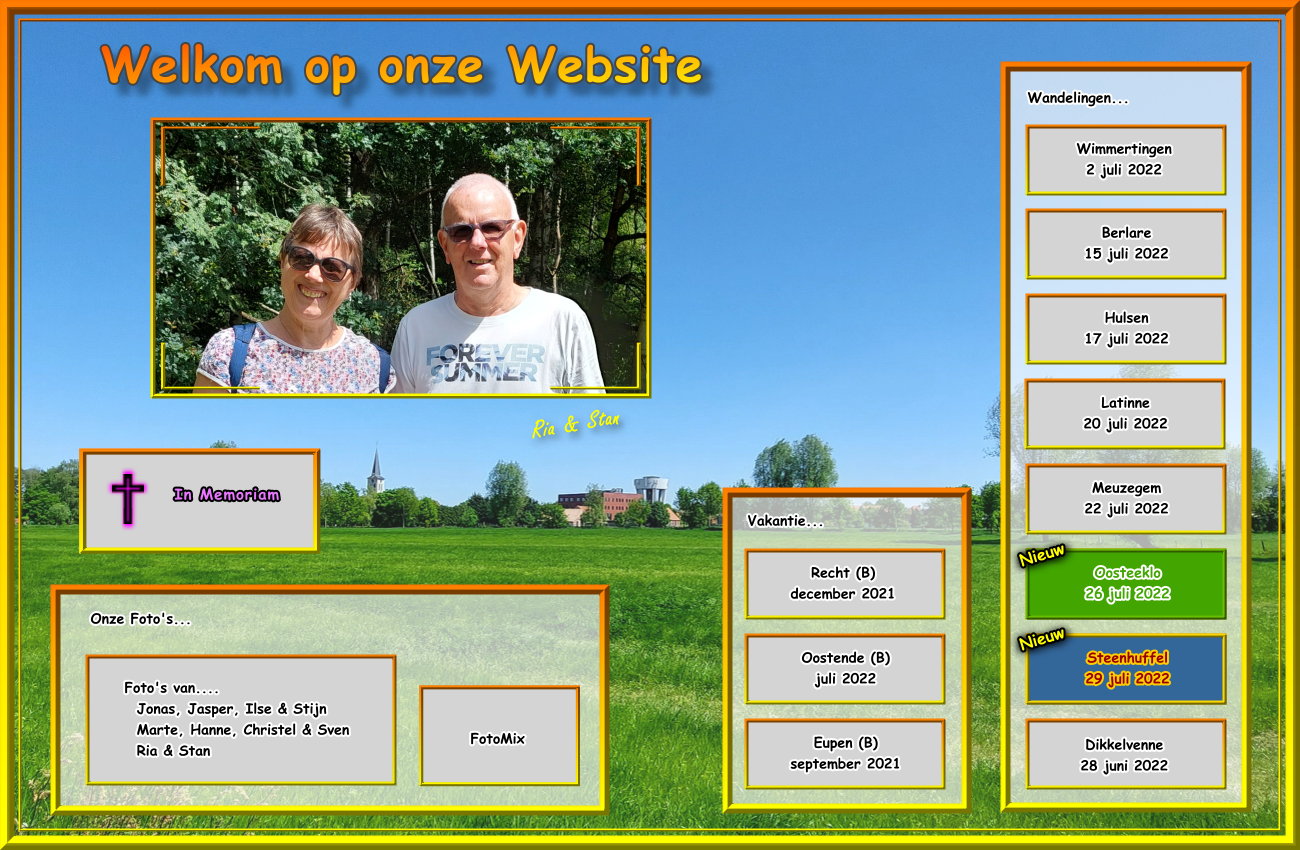 Welkom op onze Website
FOREVER
SUMMER
Ria & Stan
In Memoriam
Onze Foto's...
Foto's van....
Jonas, Jasper, Ilse & Stijn
Marte, Hanne, Christel & Sven
Ria & Stan
FotoMix
Vakantie...
Recht (B)
december 2021
Oostende (B)
juli 2022
Eupen (B)
september 2021
Wandelingen...
Wimmertingen
2 juli 2022
Berlare
15 juli 2022
Hulsen
17 juli 2022
Latinne
20 juli 2022
Meuzegem
22 juli 2022
Nieuw
Oosteeklo
26 juli 2022
Nieuw
Steenhuffel
29 juli 2022
Dikkelvenne
28 juni 2022